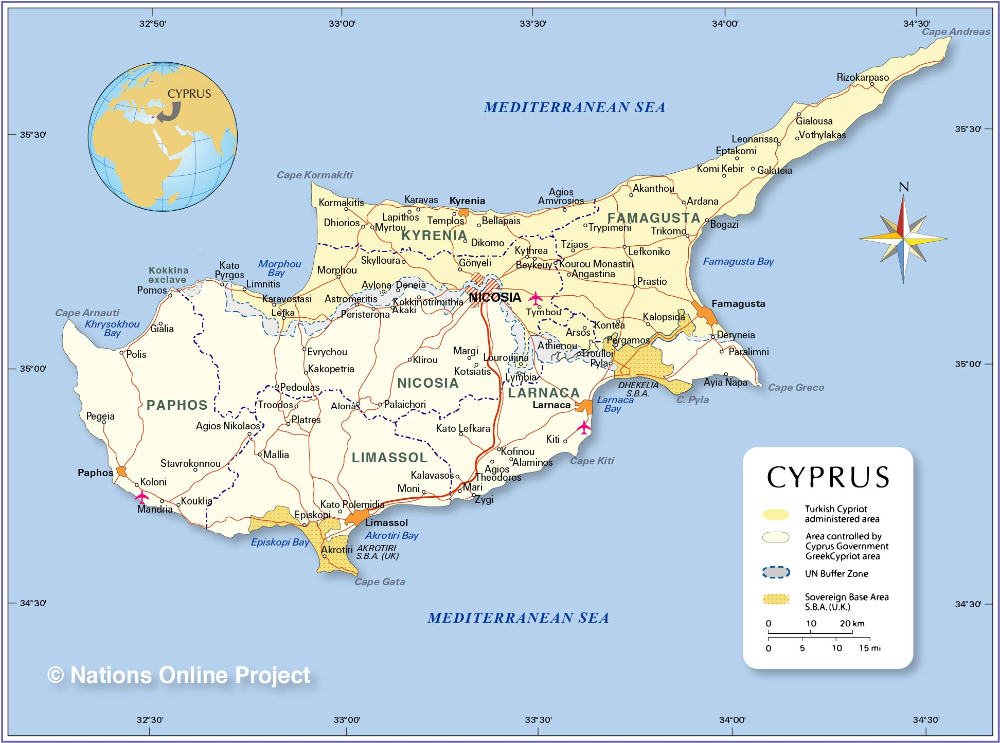 32°50'
33°00'
33°30'
34°00'
34°30'
Cape Andreas
CYPRUS
Rizokarpaso
MEDITERRANEAN SEA
Gialousa
35°30'
35°30'
Vothylakas
Leonarisso
Eptakomi
Komi Kebir
Galateia
Cape Kormakiti
N
Agios
Amvrosios
Akanthou
Kormakitis
Karavas
Kyrenia
Ardana
Lapithos
Templos
Bellapais
FAMAGUSTA
Dhiorios
Myrtou
Trypimeni
Bogazi
KYRENIA
Trikomo
Dikomo
Tziaos
Kythrea
Lefkoniko
Skylloura
Gönyeli
Beykeuy
Kourou Monastiri
Famagusta Bay
Morphou
Bay
Kato
Pyrgos
Kokkina
exclave
Morphou
Angastina
Limnitis
Avlona
Deneia
Prastio
Pomos
Karavostasi
Astromeritis
Kokkinotrimithia
NICOSIA
Famagusta
Cape Arnauti
Lefka
Peristerona
Akaki
Tymbou
Kalopsida
Khrysokhou
Bay
Gialia
Arsos
Kontea
Deryneia
Pergamos
Athienou
Polis
Evrychou
Margi
Louroujina
Troulloi
Paralimni
Klirou
Pyla
35°00'
35°00'
Kakopetria
Kotsiatis
Lymbia
NICOSIA
Ayia Napa
Pedoulas
DHEKELIA
S.B.A.
Cape Greco
LARNACA
C. Pyla
PAPHOS
Troodos
Alona
Palaichori
Larnaca
Larnaca
Bay
Pegeia
Platres
Agios Nikolaos
Kato Lefkara
Kiti
Mallia
LIMASSOL
Kofinou
Stavrokonnou
Alaminos
Cape Kiti
Paphos
Agios
Theodoros
Kalavasos
Koloni
Moni
Mari
Kouklia
Zygi
Mandria
Kato Polemidia
Episkopi
Limassol
Episkopi Bay
Akrotiri Bay
Akrotiri
AKROTIRI
S.B.A. (UK)
Cape Gata
CYPRUS
Turkish Cypriot
administered area
Area controlled by
Cyprus Government
GreekCypriot area
UN Buffer Zone
Sovereign Base Area
S.B.A. (U.K.)
0 10 20 km
0 5 10 15 mi
34°30'
34°30'
MEDITERRANEAN SEA
© Nations Online Project
32°30'
33°00'
33°30'
34°00'
34°30'